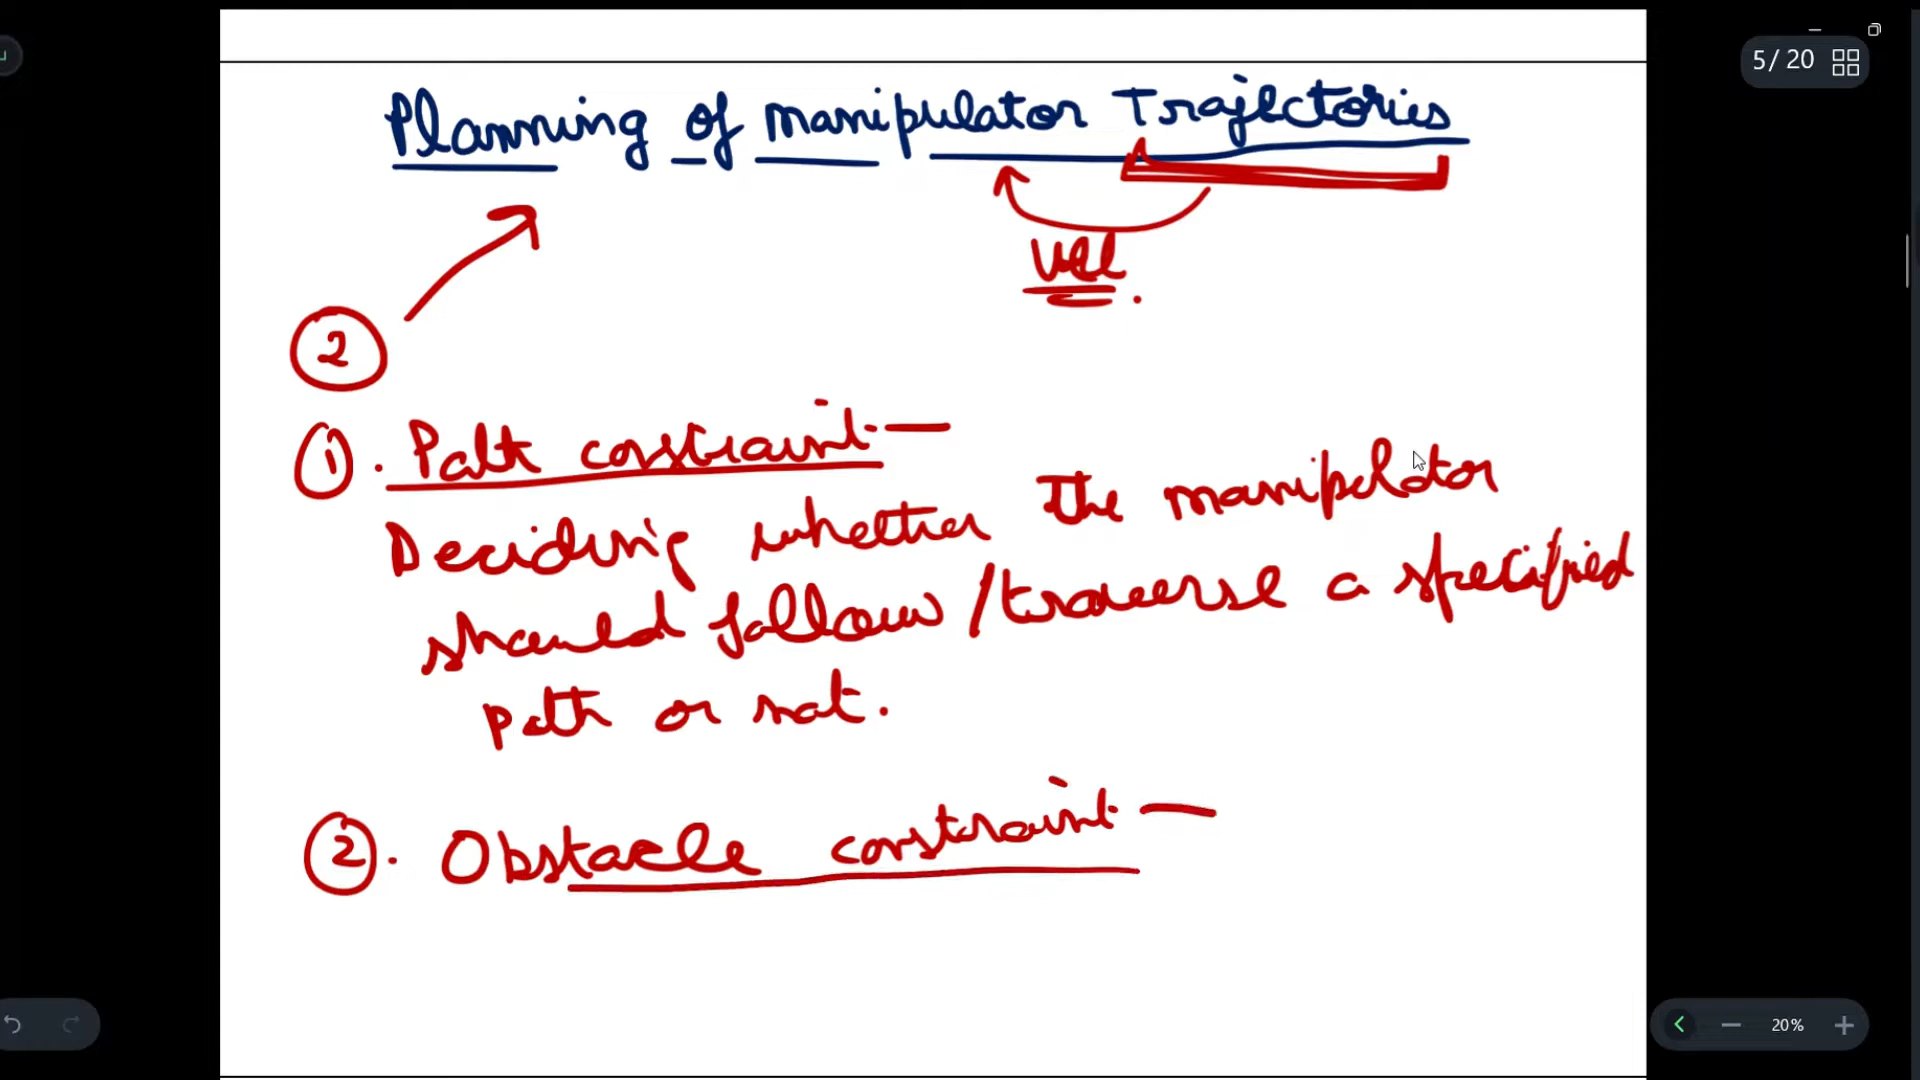 5/ 20
Planning of manipulator Trajectories
vel.
2
1. Path constraint -
Deciding whether the manipulator
should follow / traverse a specified
path or not.
2. Obstacle constraint -
20%